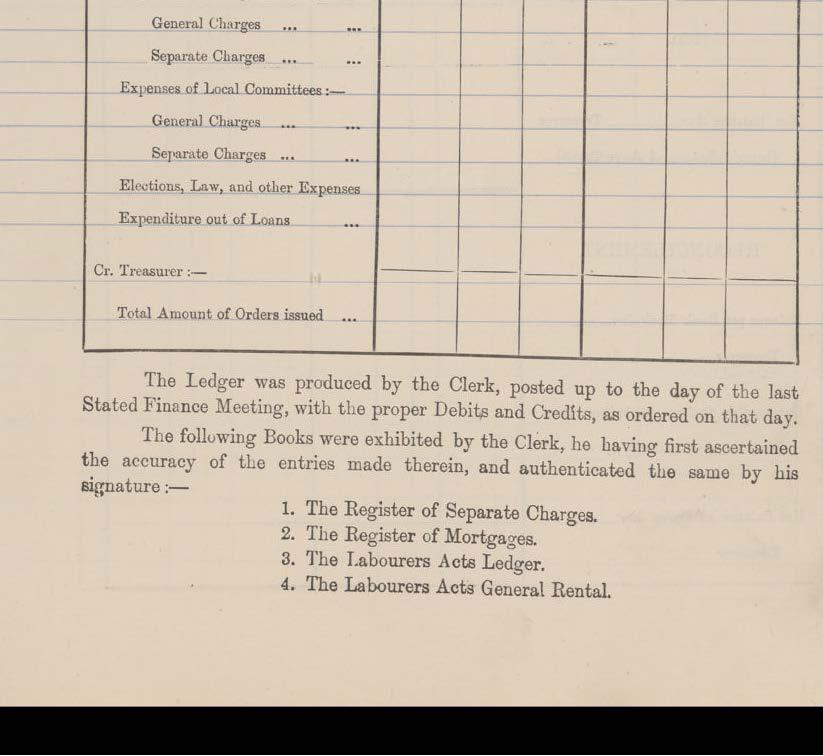 General Charges ... ...
Separate Charges ... ...
Expenses of Local Committees :—
General Charges ... ...
Separate Charges ... ...
Elections, Law, and other Expenses
Expenditure out of Loans ...
Cr. Treasurer :—
Total Amount of Orders issued ...
The Ledger was produced by the Clerk, posted up to the day of the last
Stated Finance Meeting, with the proper Debits and Credits, as ordered on that day.
The following Books were exhibited by the Clerk, he having first ascertained
the accuracy of the entries made therein, and authenticated the same by his
signature :—
1. The Register of Separate Charges.
2. The Register of Mortgages.
3. The Labourers Acts Ledger.
4. The Labourers Acts General Rental.